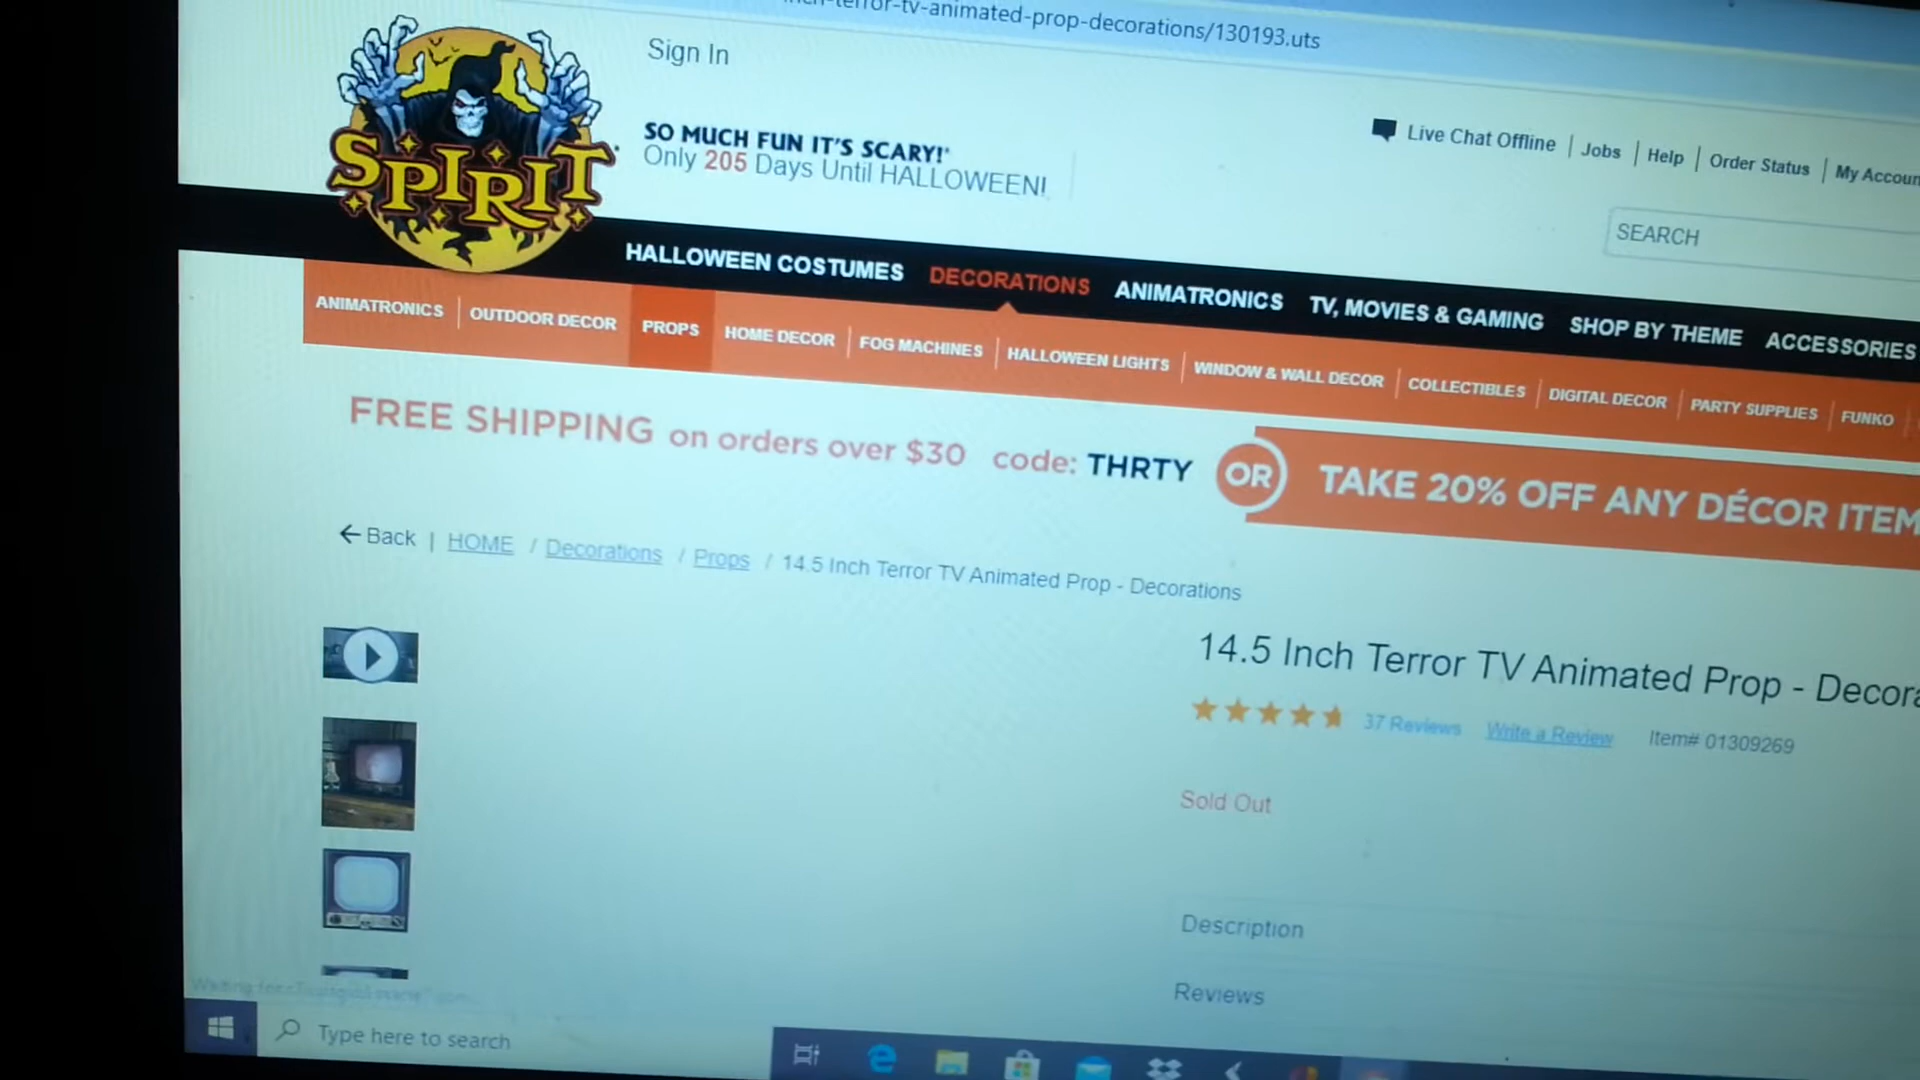 inch-terror-tv-animated-prop-decorations/130193.uts
Sign In
SPIRIT
SO MUCH FUN IT'S SCARY!*
Only 205 Days Until HALLOWEEN!
Live Chat Offline | Jobs | Help | Order Status | My Accoun
SEARCH
HALLOWEEN COSTUMES DECORATIONS ANIMATRONICS TV, MOVIES & GAMING SHOP BY THEME ACCESSORIES
ANIMATRONICS | OUTDOOR DECOR PROPS HOME DECOR | FOG MACHINES | HALLOWEEN LIGHTS | WINDOW & WALL DECOR | COLLECTIBLES | DIGITAL DECOR | PARTY SUPPLIES | FUNKO
FREE SHIPPING on orders over $30 code: THRTY OR TAKE 20% OFF ANY DÉCOR ITEM
← Back | HOME / Decorations / Props / 14.5 Inch Terror TV Animated Prop - Decorations
14.5 Inch Terror TV Animated Prop - Decora
37 Reviews Write a Review Item# 01309269
Sold Out
Description
Reviews
Type here to search